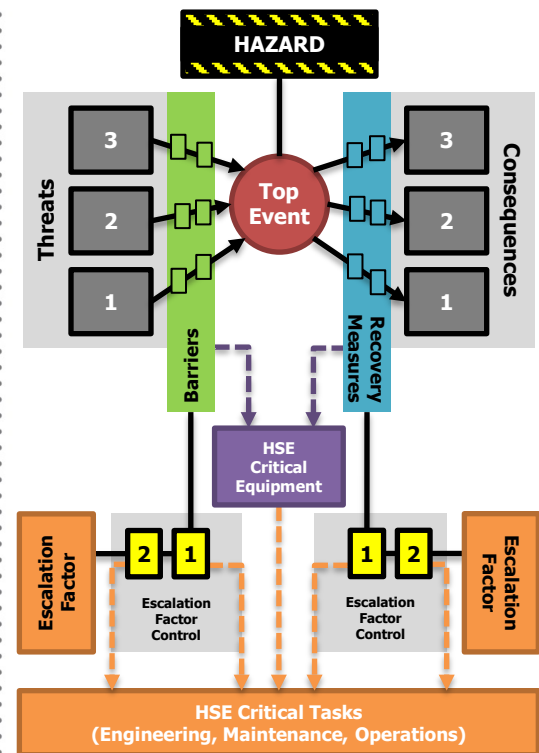 HAZARD
Threats
3
2
1
Top
Event
3
2
1
Consequences
Barriers
Recovery
Measures
HSE
Critical
Equipment
Escalation
Factor
2
1
Escalation
Factor
Control
1
2
Escalation
Factor
Control
Escalation
Factor
HSE Critical Tasks
(Engineering, Maintenance, Operations)